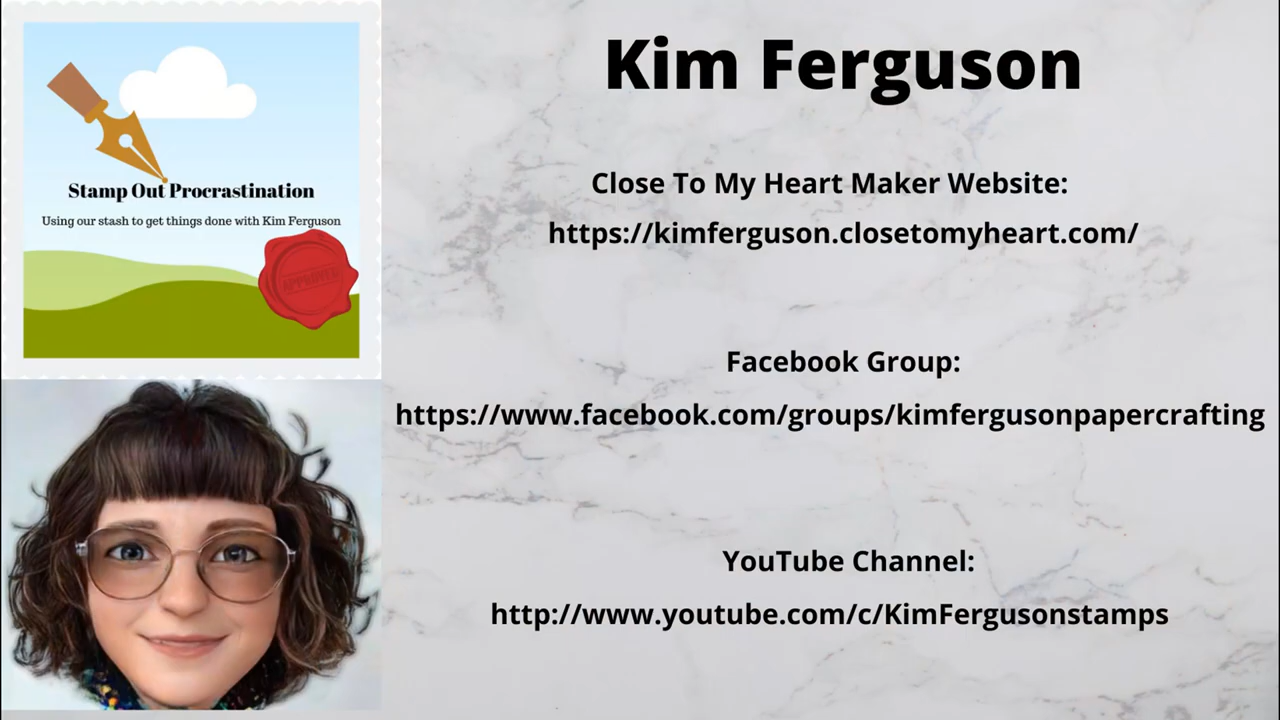 Kim Ferguson
Stamp Out Procrastination
Using our stash to get things done with Kim Ferguson
APPROVED
Close To My Heart Maker Website:
https://kimferguson.closetomyheart.com/
Facebook Group:
https://www.facebook.com/groups/kimfergusonpapercrafting
YouTube Channel:
http://www.youtube.com/c/KimFergusonstamps